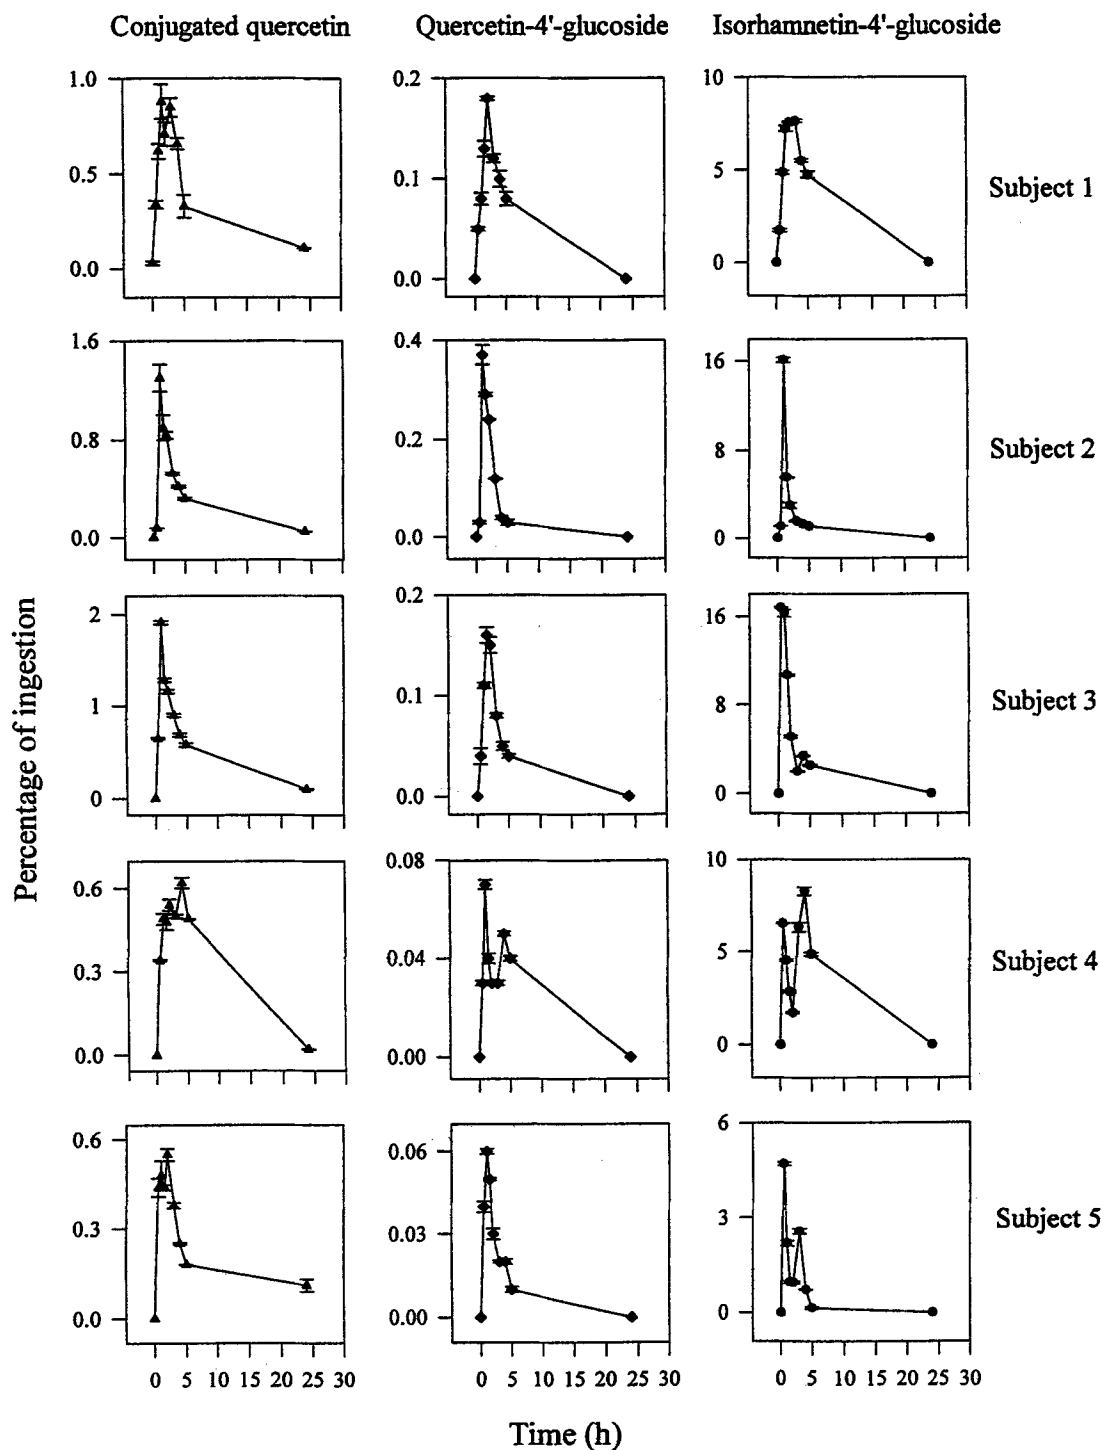 Conjugated quercetin Quercetin-4'-glucoside Isorhamnetin-4'-glucoside
1.0 0.2 10
0.5 0.1 5 Subject 1
0.0 0.0 0
1.6 0.4 16
0.8 0.2 8 Subject 2
0.0 0.0 0
2 0.2 16
1 0.1 8 Subject 3
0 0.0 0
0.6 0.08 10
0.3 0.04 5 Subject 4
0.0 0.00 0
0.6 0.06 6
0.3 0.03 3 Subject 5
0.0 0.00 0
0 5 10 15 20 25 30 0 5 10 15 20 25 30 0 5 10 15 20 25 30
Percentage of ingestion
Time (h)